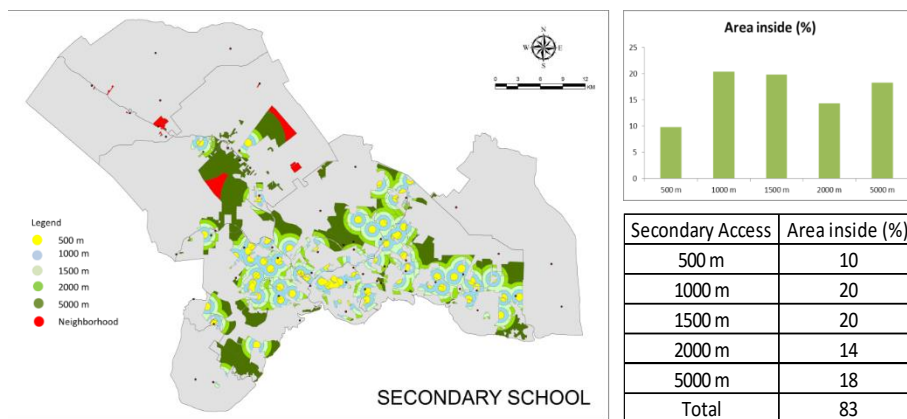 N
W E
S
0 3 6 9 12
KM
Legend
500 m
1000 m
1500 m
2000 m
5000 m
Neighborhood
SECONDARY SCHOOL
Area inside (%)
25
20
15
10
5
0
500 m 1000 m 1500 m 2000 m 5000 m
Secondary Access Area inside (%)
500 m 10
1000 m 20
1500 m 20
2000 m 14
5000 m 18
Total 83